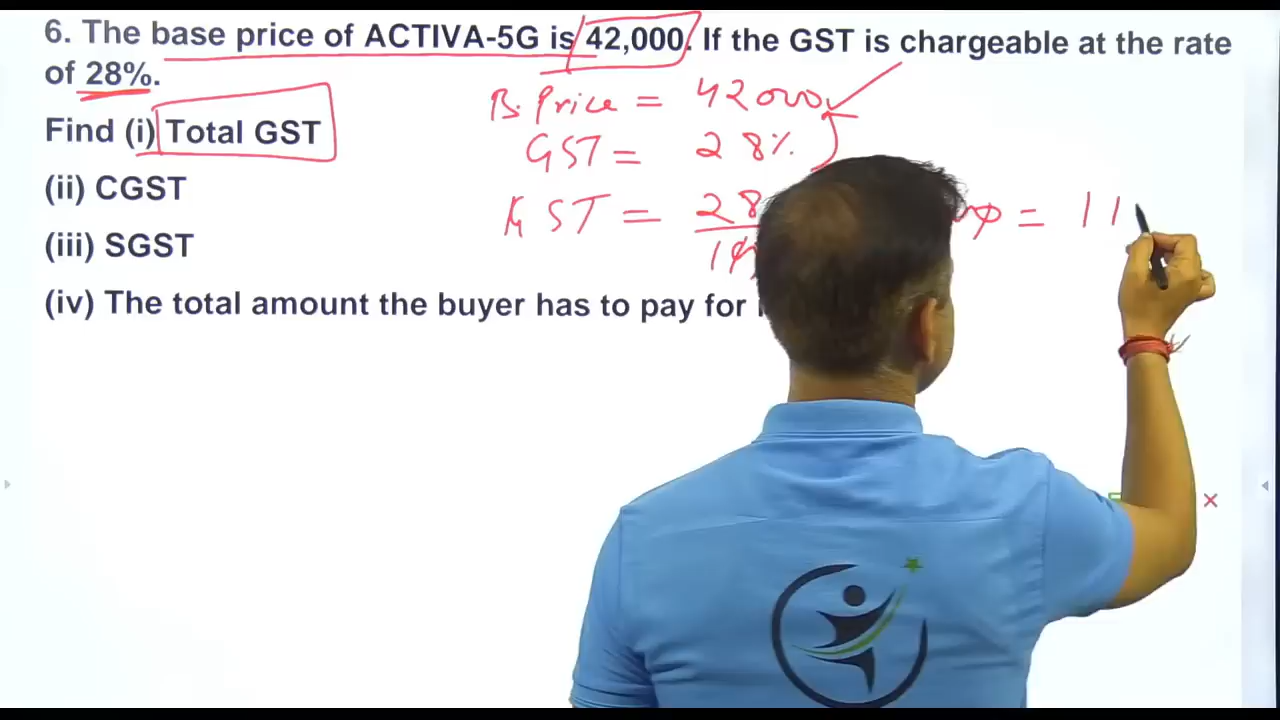 6. The base price of ACTIVA-5G is 42,000. If the GST is chargeable at the rate
of 28%.
B. Price = 42000
Find (i) Total GST
GST = 28%
(ii) CGST
GST = 28
= 11
(iii) SGST
(iv) The total amount the buyer has to pay for